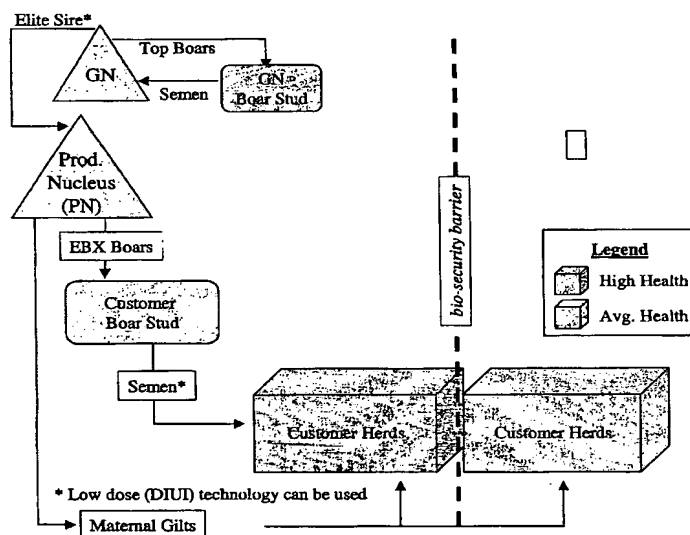 Elite Sire*
GN
Top Boars
Semen
GN
Boar Stud
Prod.
Nucleus
(PN)
EBX Boars
Customer
Boar Stud
Semen*
bio-security barrier
Legend
High Health
Avg. Health
Customer Herds
Customer Herds
* Low dose (DIUI) technology can be used
Maternal Gilts